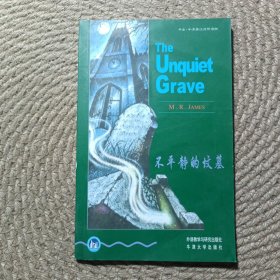 The
Unquiet
Grave
M. R. JAMES
不平静的坟墓
外语教学与研究出版社
牛津大学出版社